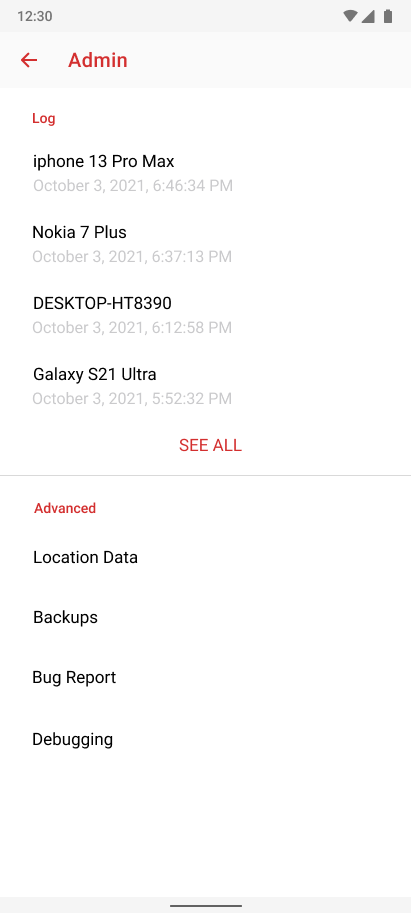 12:30
Admin
Log
iphone 13 Pro Max
October 3, 2021, 6:46:34 PM
Nokia 7 Plus
October 3, 2021, 6:37:13 PM
DESKTOP-HT8390
October 3, 2021, 6:12:58 PM
Galaxy S21 Ultra
October 3, 2021, 5:52:32 PM
SEE ALL
Advanced
Location Data
Backups
Bug Report
Debugging